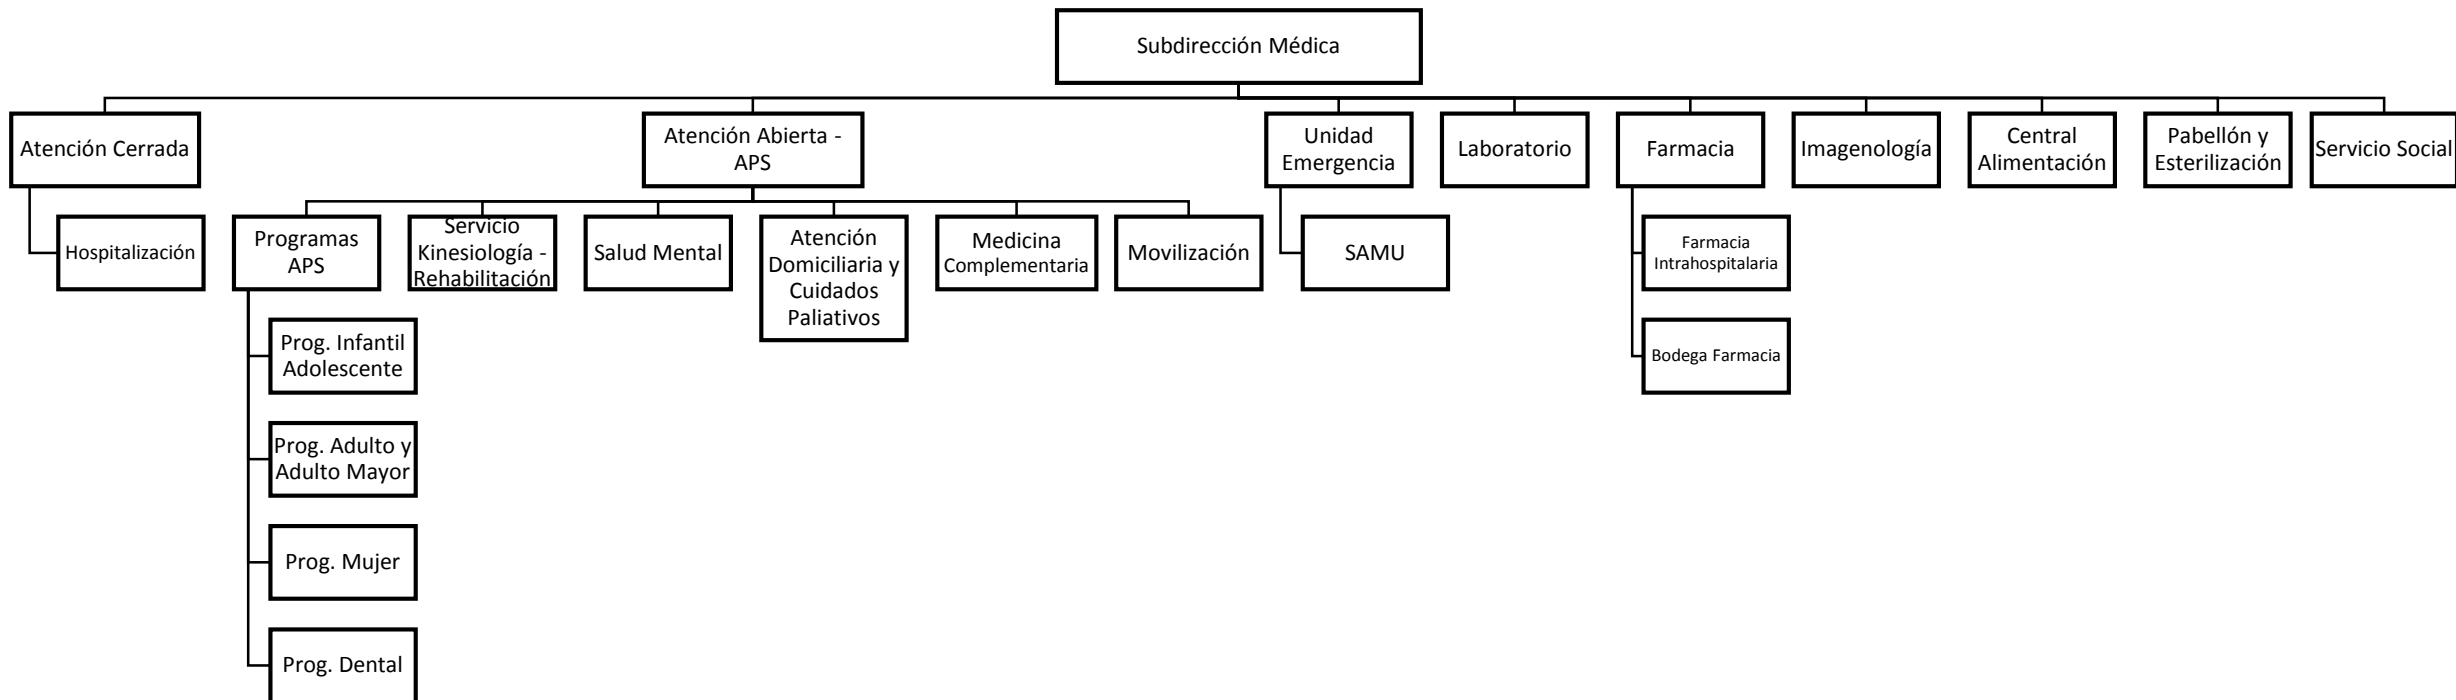 Subdirección Médica
Atención Cerrada
Atención Abierta -
APS
Unidad
Emergencia
Laboratorio
Farmacia
Imagenología
Central
Alimentación
Pabellón y
Esterilización
Servicio Social
Hospitalización
Programas
APS
Servicio
Kinesiología -
Rehabilitación
Salud Mental
Atención
Domiciliaria y
Cuidados
Paliativos
Medicina
Complementaria
Movilización
SAMU
Farmacia
Intrahospitalaria
Prog. Infantil
Adolescente
Bodega Farmacia
Prog. Adulto y
Adulto Mayor
Prog. Mujer
Prog. Dental